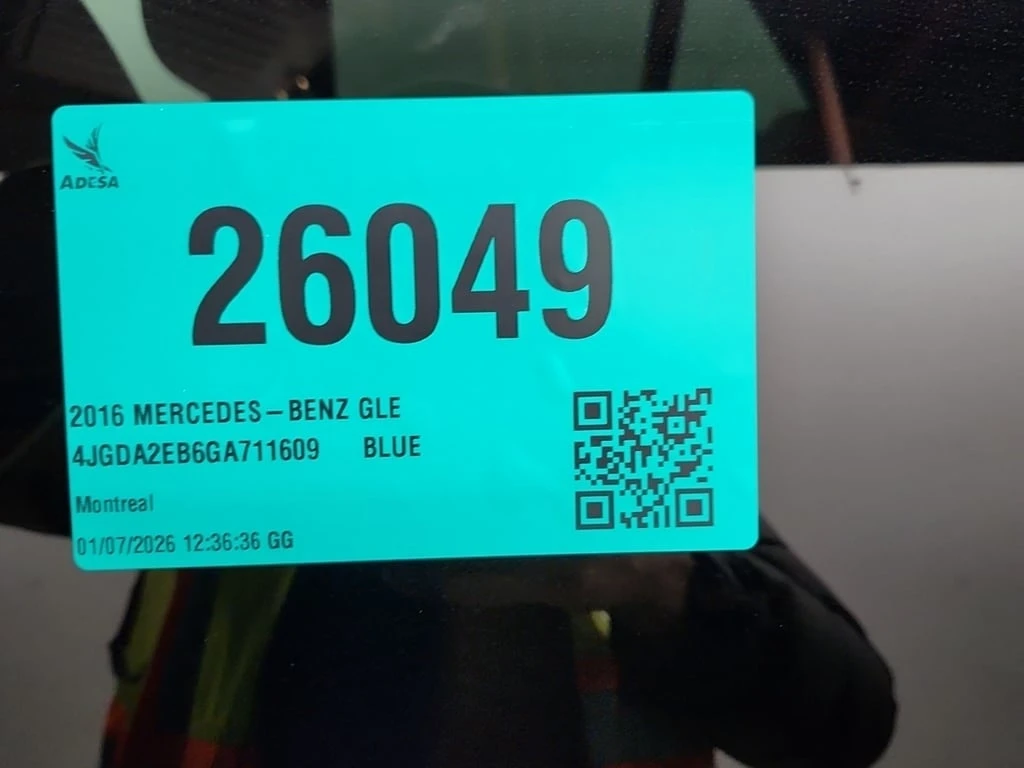 ADESA
26049
2016 MERCEDES-BENZ GLE
4JGDA2EB6GA711609 BLUE
Montreal
01/07/2026 12:36:36 GG